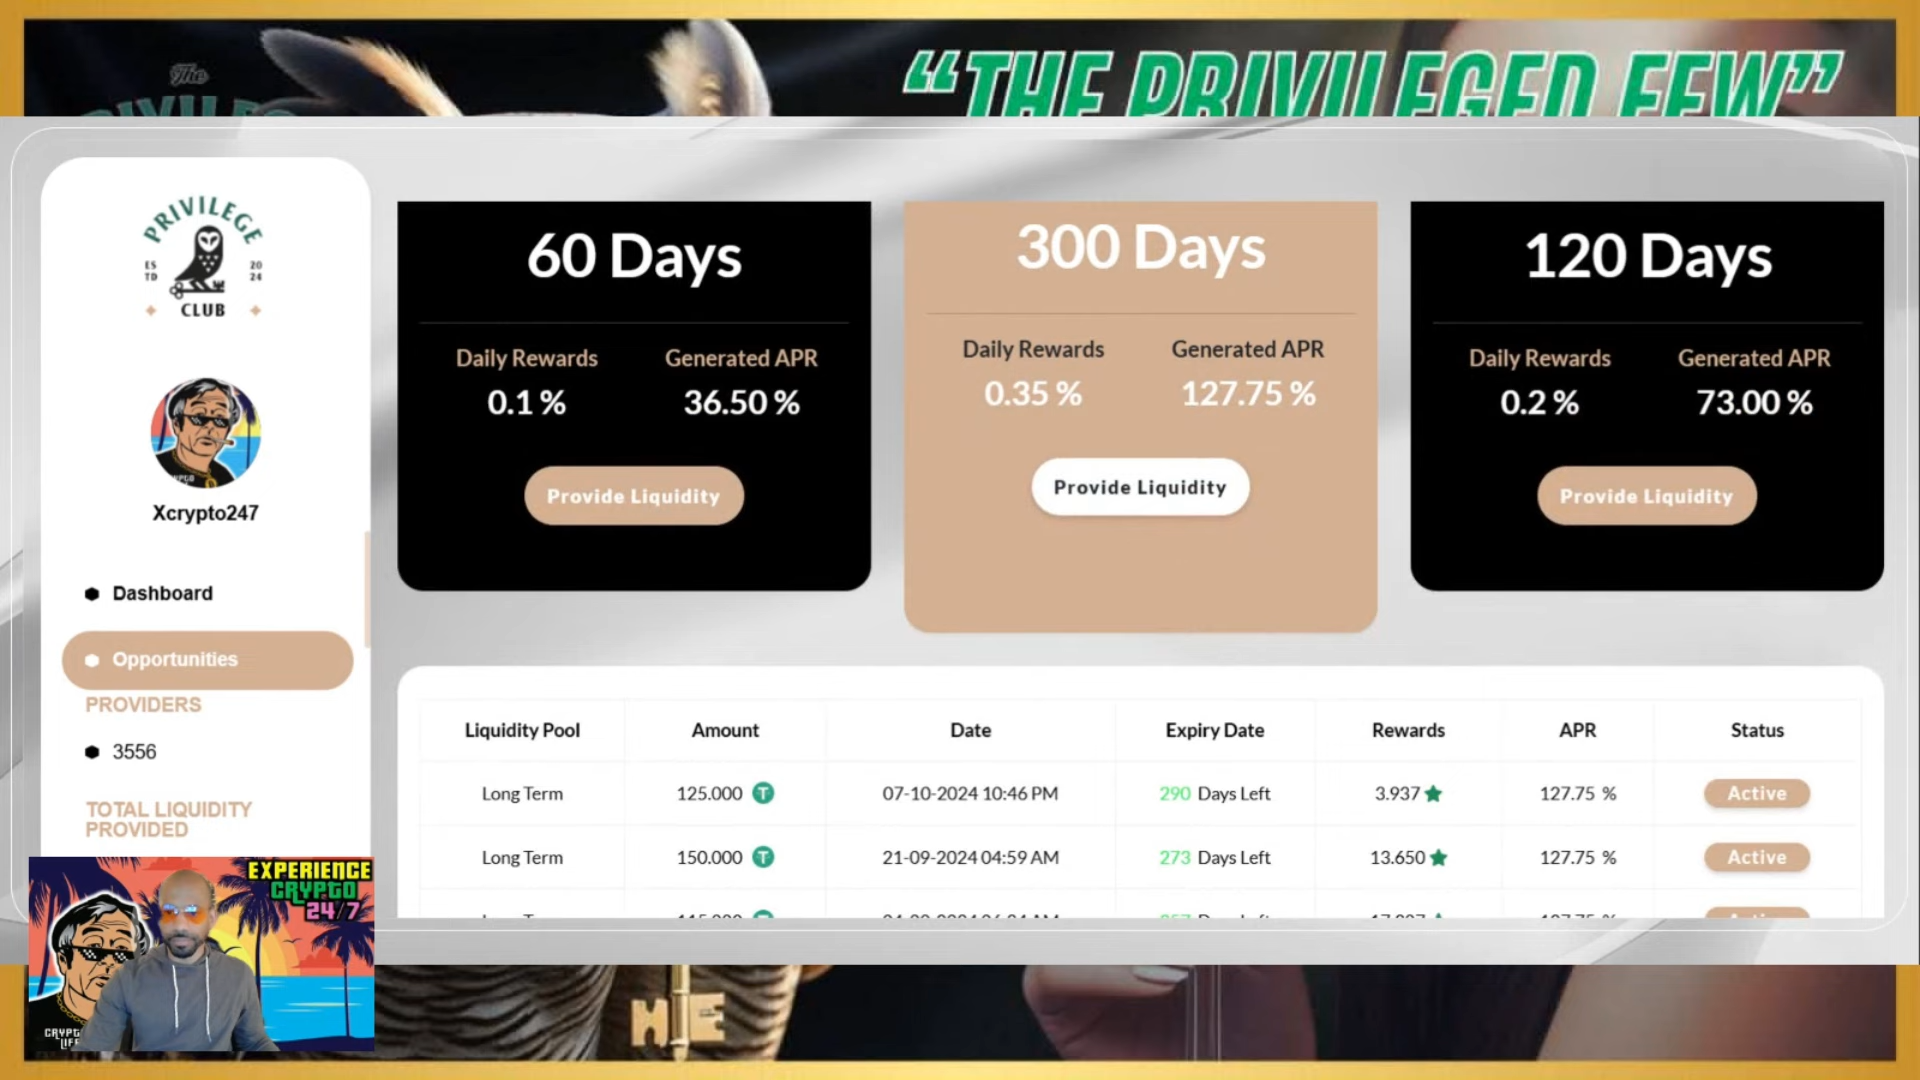 The
“THE PRIVILEGED FEW”
PRIVILEGE
ES
TD
20
24
CLUB
Xcrypto247
Dashboard
Opportunities
PROVIDERS
3556
TOTAL LIQUIDITY
PROVIDED
60 Days
Daily Rewards Generated APR
0.1 % 36.50 %
Provide Liquidity
300 Days
Daily Rewards Generated APR
0.35 % 127.75 %
Provide Liquidity
120 Days
Daily Rewards Generated APR
0.2 % 73.00 %
Provide Liquidity
Liquidity Pool Amount Date Expiry Date Rewards APR Status
Long Term 125.000 07-10-2024 10:46 PM 290 Days Left 3.937 127.75 % Active
Long Term 150.000 21-09-2024 04:59 AM 273 Days Left 13.650 127.75 % Active
EXPERIENCE
CRYPTO
24/7